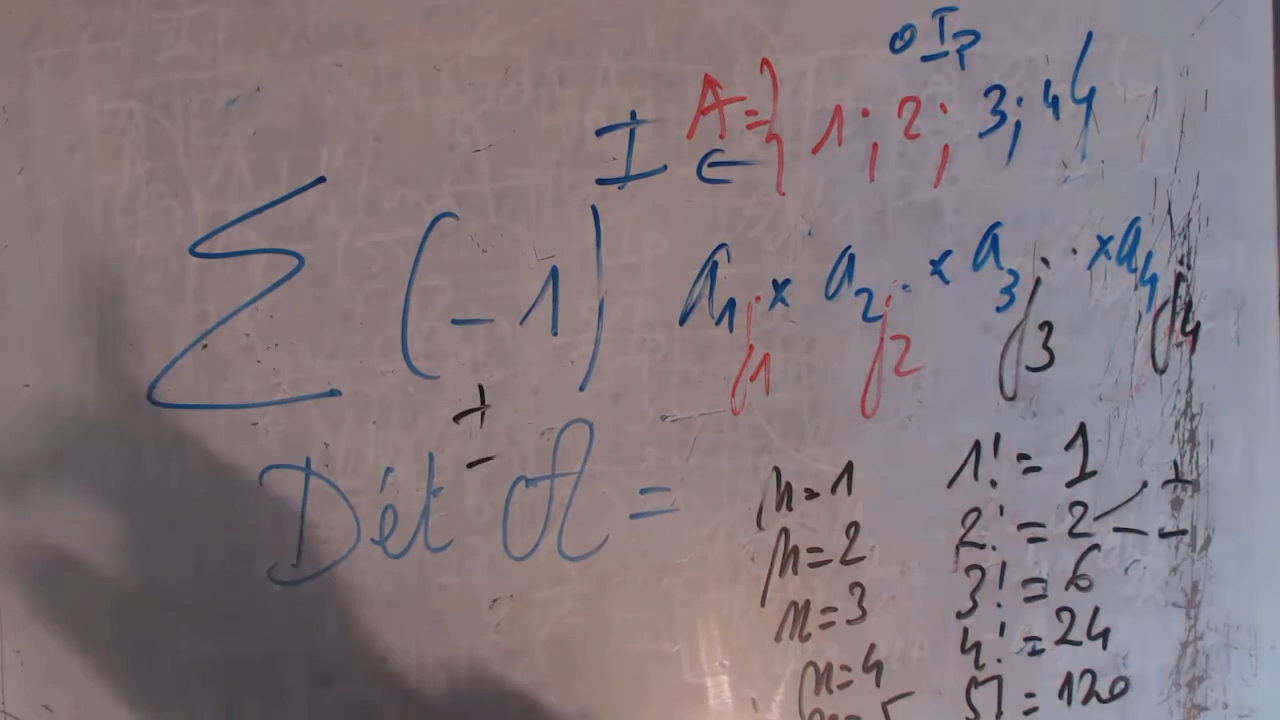 I
A = { 1 ; 2 ; 3 ; 4
∈
∑ (-1) a1j1 × a2j2 × a3j3 × a4j4
+
-
Dét A =
n=1 1! = 1
n=2 2! = 2 + -
n=3 3! = 6
n=4 4! = 24
5! = 120